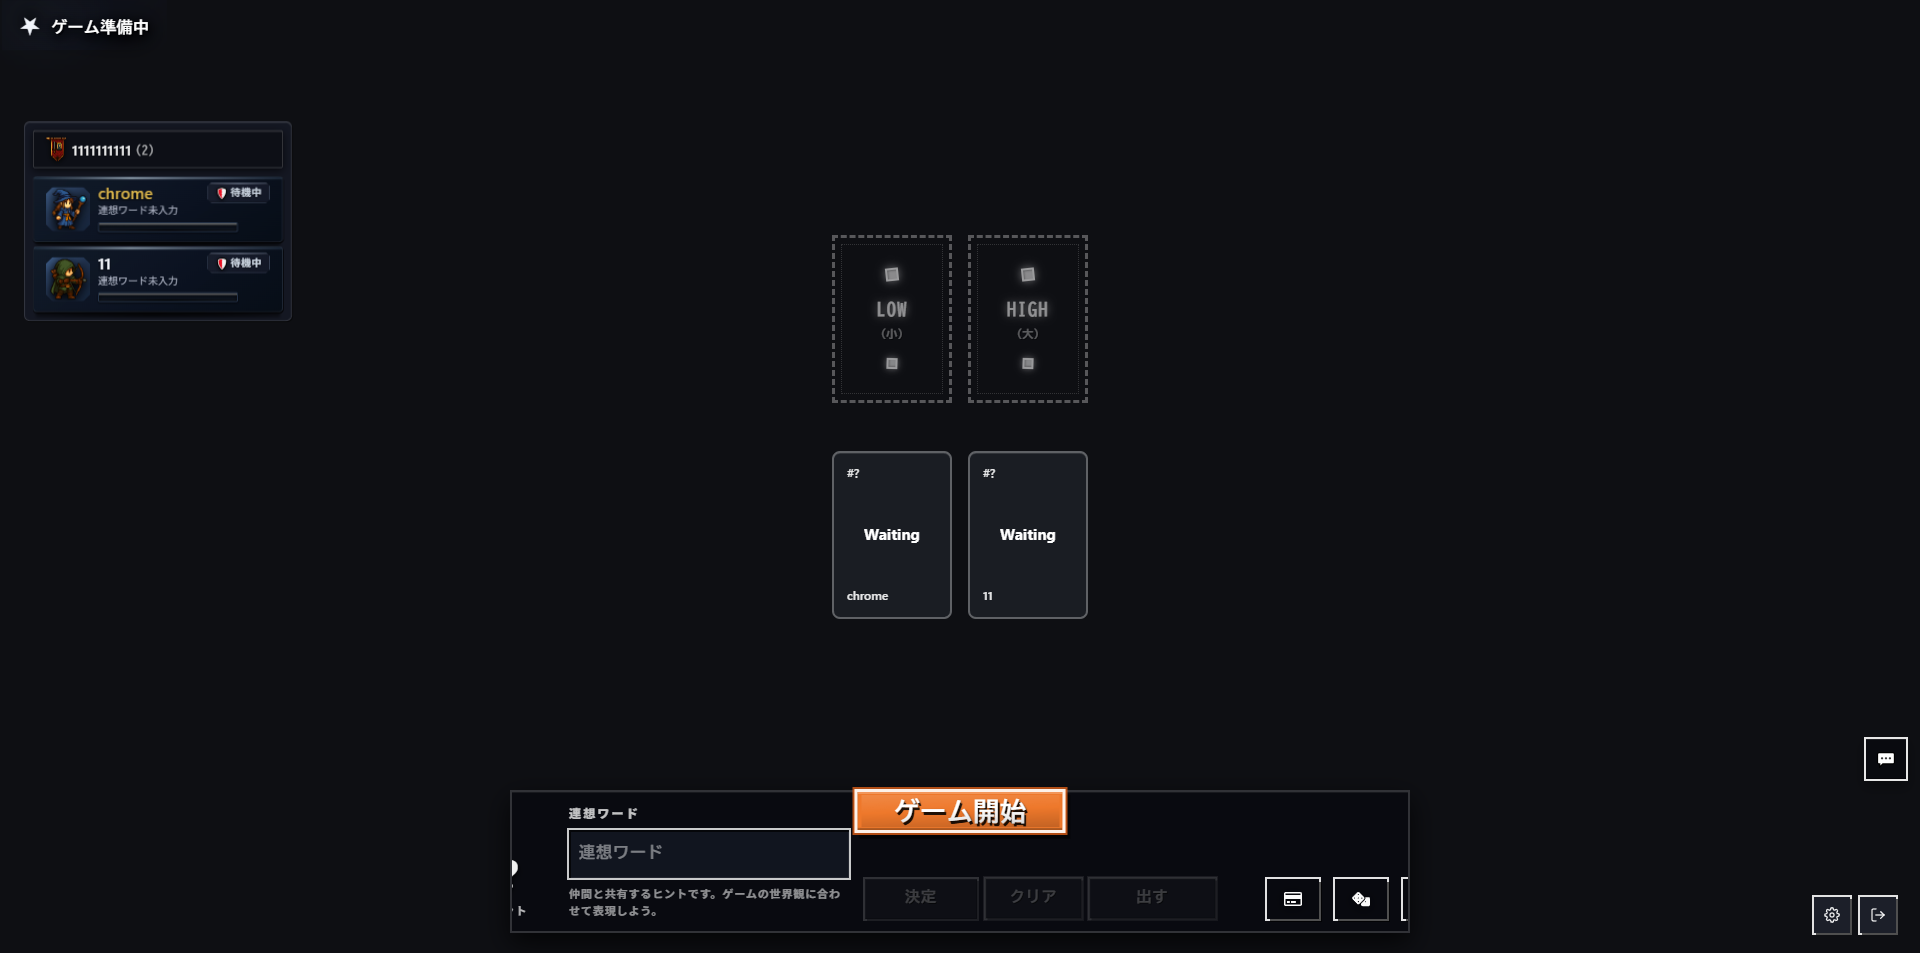 ゲーム準備中
1111111111 (2)
chrome
待機中
連想ワード未入力
11
待機中
連想ワード未入力
LOW
(小)
HIGH
(大)
#?
Waiting
chrome
#?
Waiting
11
ゲーム開始
連想ワード
連想ワード
仲間と共有するヒントです。ゲームの世界観に合わ
せて表現しよう。
ト
決定
クリア
出す